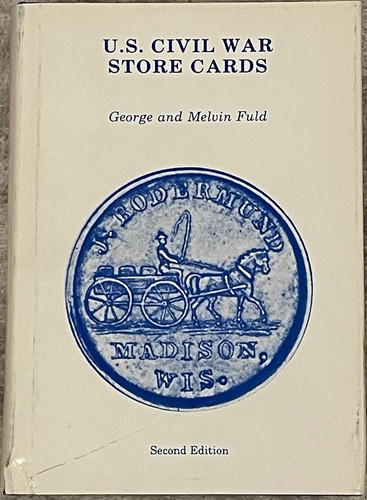 U.S. CIVIL WAR
STORE CARDS
George and Melvin Fuld
J. RODERMUND
MADISON,
WIS.
Second Edition